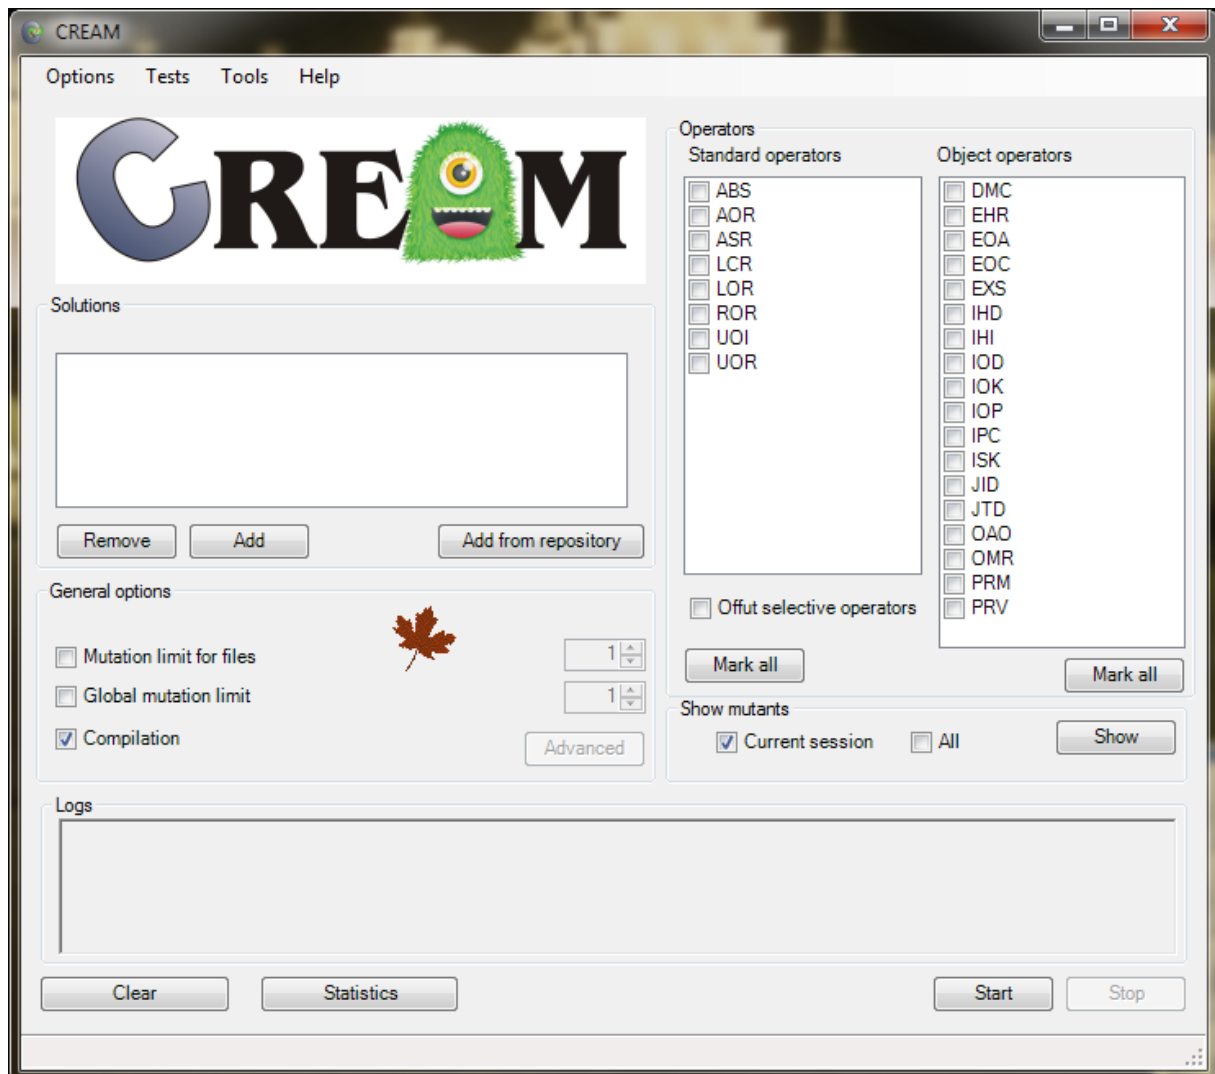 CREAM
Options Tests Tools Help
CREAM
Solutions
Remove Add Add from repository
General options
Mutation limit for files 1
Global mutation limit 1
Compilation
Advanced
Operators
Standard operators
ABS
AOR
ASR
LCR
LOR
ROR
UOI
UOR
Offut selective operators
Mark all
Object operators
DMC
EHR
EOA
EOC
EXS
IHD
IHI
IOD
IOK
IOP
IPC
ISK
JID
JTD
OAO
OMR
PRM
PRV
Mark all
Show mutants
Current session All Show
Logs
Clear Statistics Start Stop